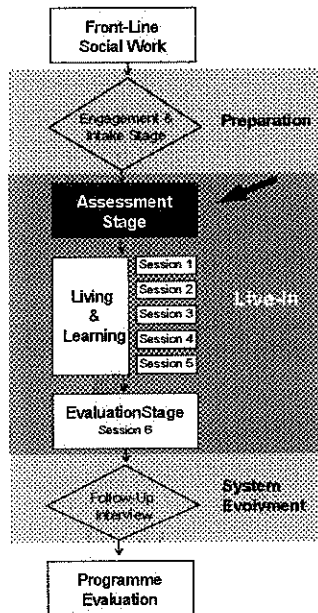 Front-Line
Social Work
Engagement &
Intake Stage
Preparation
Assessment
Stage
Living
&
Learning
Session 1
Session 2
Session 3
Session 4
Session 5
Live-In
EvaluationStage
Session 6
Follow-Up
Interview
System
Evolvment
Programme
Evaluation